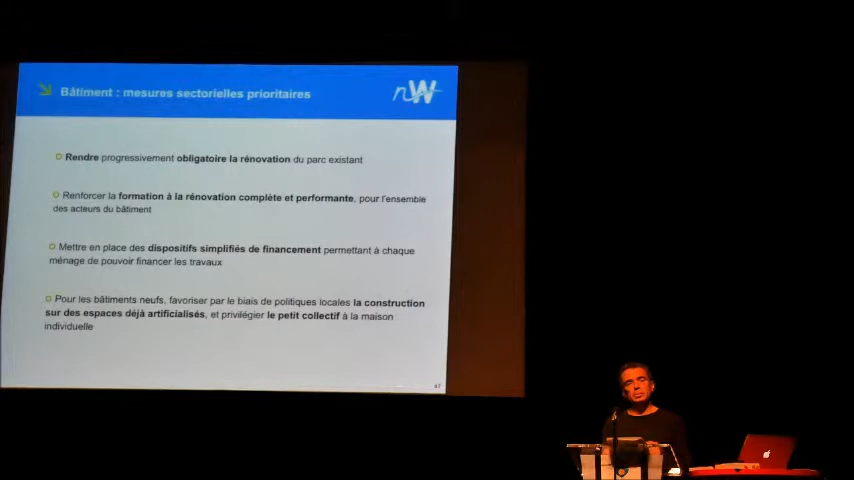 Bâtiment : mesures sectorielles prioritaires
nW
Rendre progressivement obligatoire la rénovation du parc existant
Renforcer la formation à la rénovation complète et performante, pour l'ensemble
des acteurs du bâtiment
Mettre en place des dispositifs simplifiés de financement permettant à chaque
ménage de pouvoir financer les travaux
Pour les bâtiments neufs, favoriser par le biais de politiques locales la construction
sur des espaces déjà artificialisés, et privilégier le petit collectif à la maison
individuelle
47